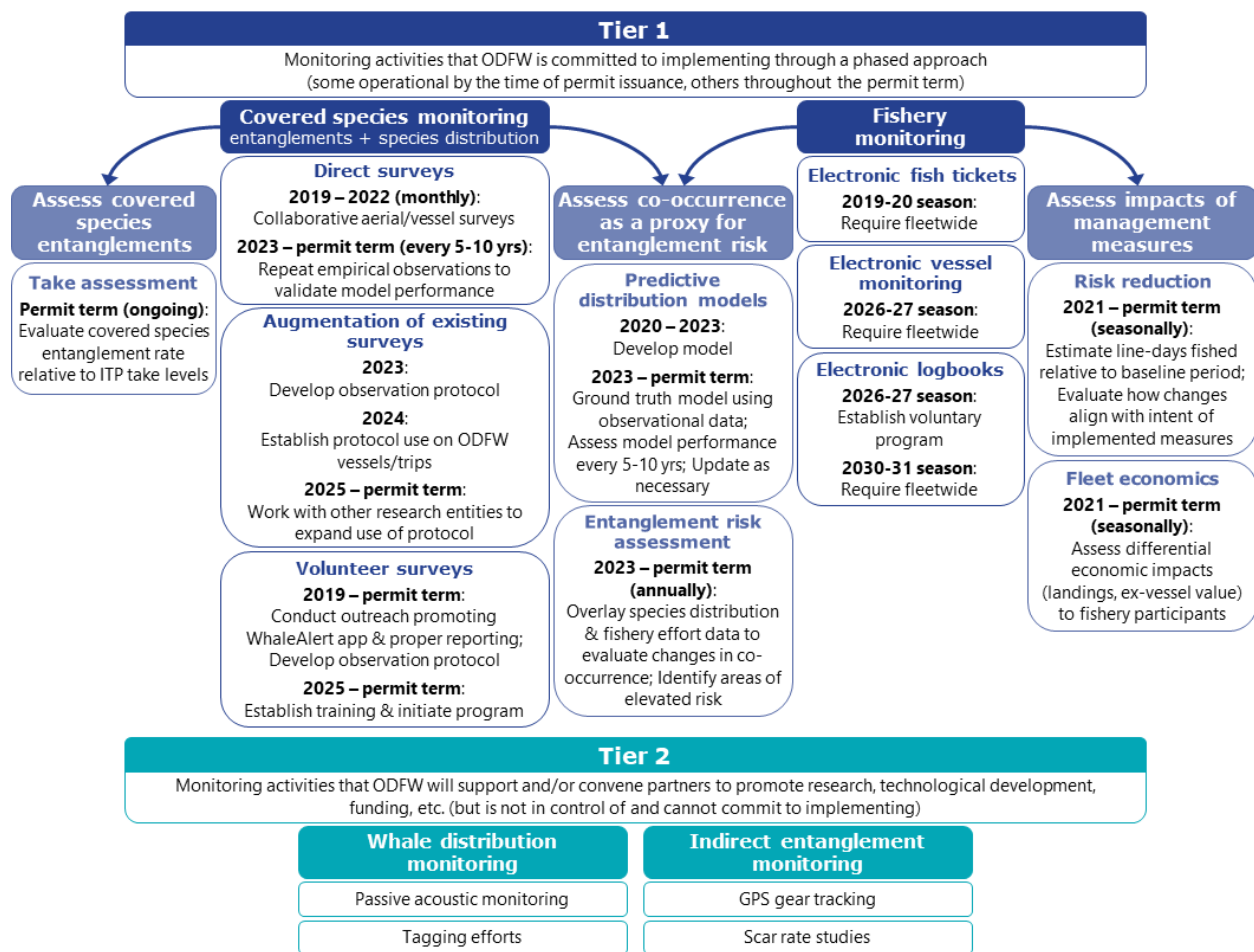 Tier 1
Monitoring activities that ODFW is committed to implementing through a phased approach
(some operational by the time of permit issuance, others throughout the permit term)
Covered species monitoring
entanglements + species distribution
Fishery
monitoring
Assess covered
species
entanglements
Take assessment
Permit term (ongoing):
Evaluate covered species
entanglement rate
relative to ITP take levels
Direct surveys
2019 – 2022 (monthly):
Collaborative aerial/vessel surveys
2023 – permit term (every 5-10 yrs):
Repeat empirical observations to
validate model performance
Augmentation of existing
surveys
2023:
Develop observation protocol
2024:
Establish protocol use on ODFW
vessels/trips
2025 – permit term:
Work with other research entities to
expand use of protocol
Volunteer surveys
2019 – permit term:
Conduct outreach promoting
WhaleAlert app & proper reporting;
Develop observation protocol
2025 – permit term:
Establish training & initiate program
Assess co-occurrence
as a proxy for
entanglement risk
Predictive
distribution models
2020 – 2023:
Develop model
2023 – permit term:
Ground truth model using
observational data;
Assess model performance
every 5-10 yrs; Update as
necessary
Entanglement risk
assessment
2023 – permit term
(annually):
Overlay species distribution
& fishery effort data to
evaluate changes in co-
occurrence; Identify areas of
elevated risk
Electronic fish tickets
2019-20 season:
Require fleetwide
Electronic vessel
monitoring
2026-27 season:
Require fleetwide
Electronic logbooks
2026-27 season:
Establish voluntary
program
2030-31 season:
Require fleetwide
Assess impacts of
management
measures
Risk reduction
2021 – permit term
(seasonally):
Estimate line-days fished
relative to baseline period;
Evaluate how changes
align with intent of
implemented measures
Fleet economics
2021 – permit term
(seasonally):
Assess differential
economic impacts
(landings, ex-vessel value)
to fishery participants
Tier 2
Monitoring activities that ODFW will support and/or convene partners to promote research, technological development,
funding, etc. (but is not in control of and cannot commit to implementing)
Whale distribution
monitoring
Passive acoustic monitoring
Tagging efforts
Indirect entanglement
monitoring
GPS gear tracking
Scar rate studies